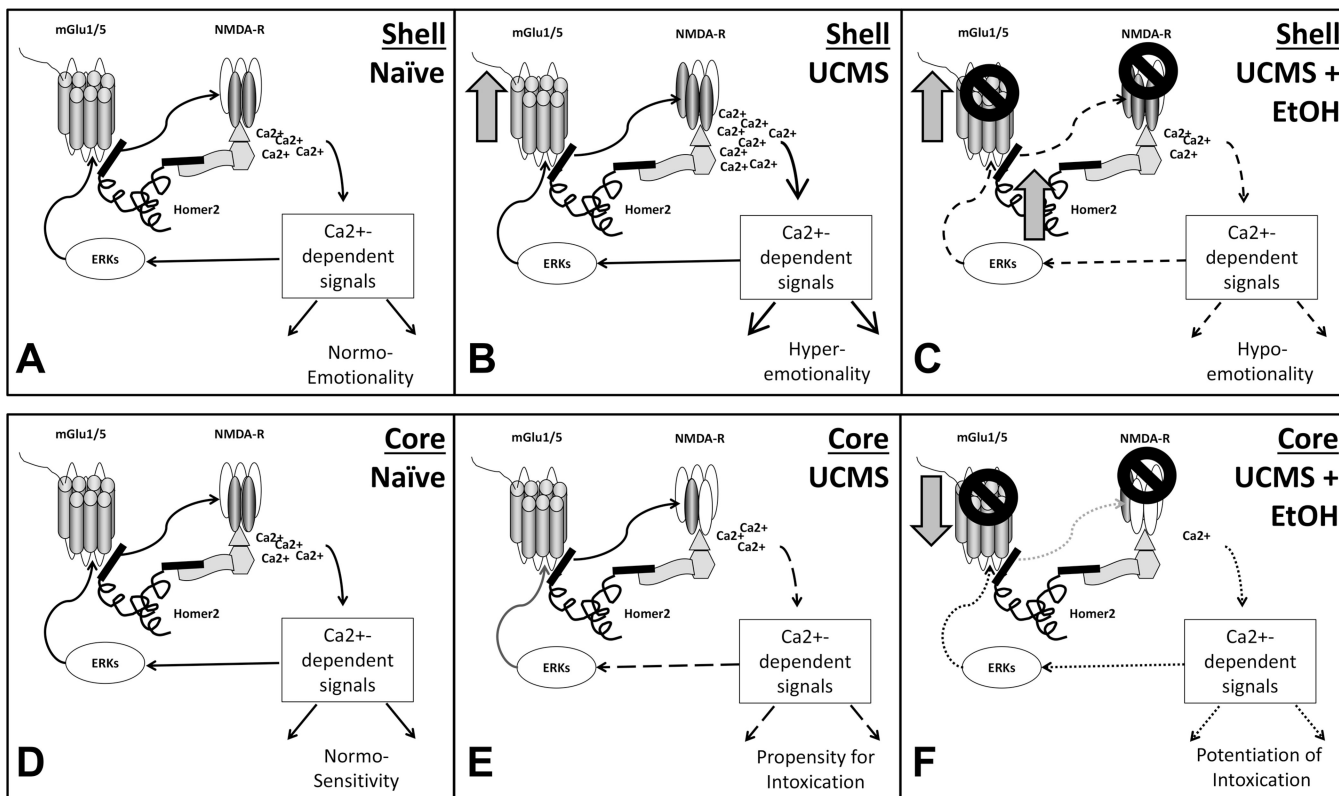 mGlu1/5
NMDA-R
Shell
Naïve
Ca2+
Ca2+
Ca2+ Ca2+
Homer2
Ca2+-
dependent
signals
ERKs
Normo-
Emotionality
A
mGlu1/5
NMDA-R
Shell
UCMS
Ca2+
Ca2+
Ca2+ Ca2+
Ca2+
Ca2+
Ca2+ Ca2+
Homer2
Ca2+-
dependent
signals
ERKs
Hyper-
emotionality
B
mGlu1/5
NMDA-R
Shell
UCMS +
EtOH
Ca2+
Ca2+
Ca2+
Homer2
Ca2+-
dependent
signals
ERKs
Hypo-
emotionality
C
mGlu1/5
NMDA-R
Core
Naïve
Ca2+
Ca2+
Ca2+ Ca2+
Homer2
Ca2+-
dependent
signals
ERKs
Normo-
Sensitivity
D
mGlu1/5
NMDA-R
Core
UCMS
Ca2+
Ca2+
Homer2
Ca2+-
dependent
signals
ERKs
Propensity for
Intoxication
E
mGlu1/5
NMDA-R
Core
UCMS +
EtOH
Ca2+
Homer2
Ca2+-
dependent
signals
ERKs
Potentiation of
Intoxication
F